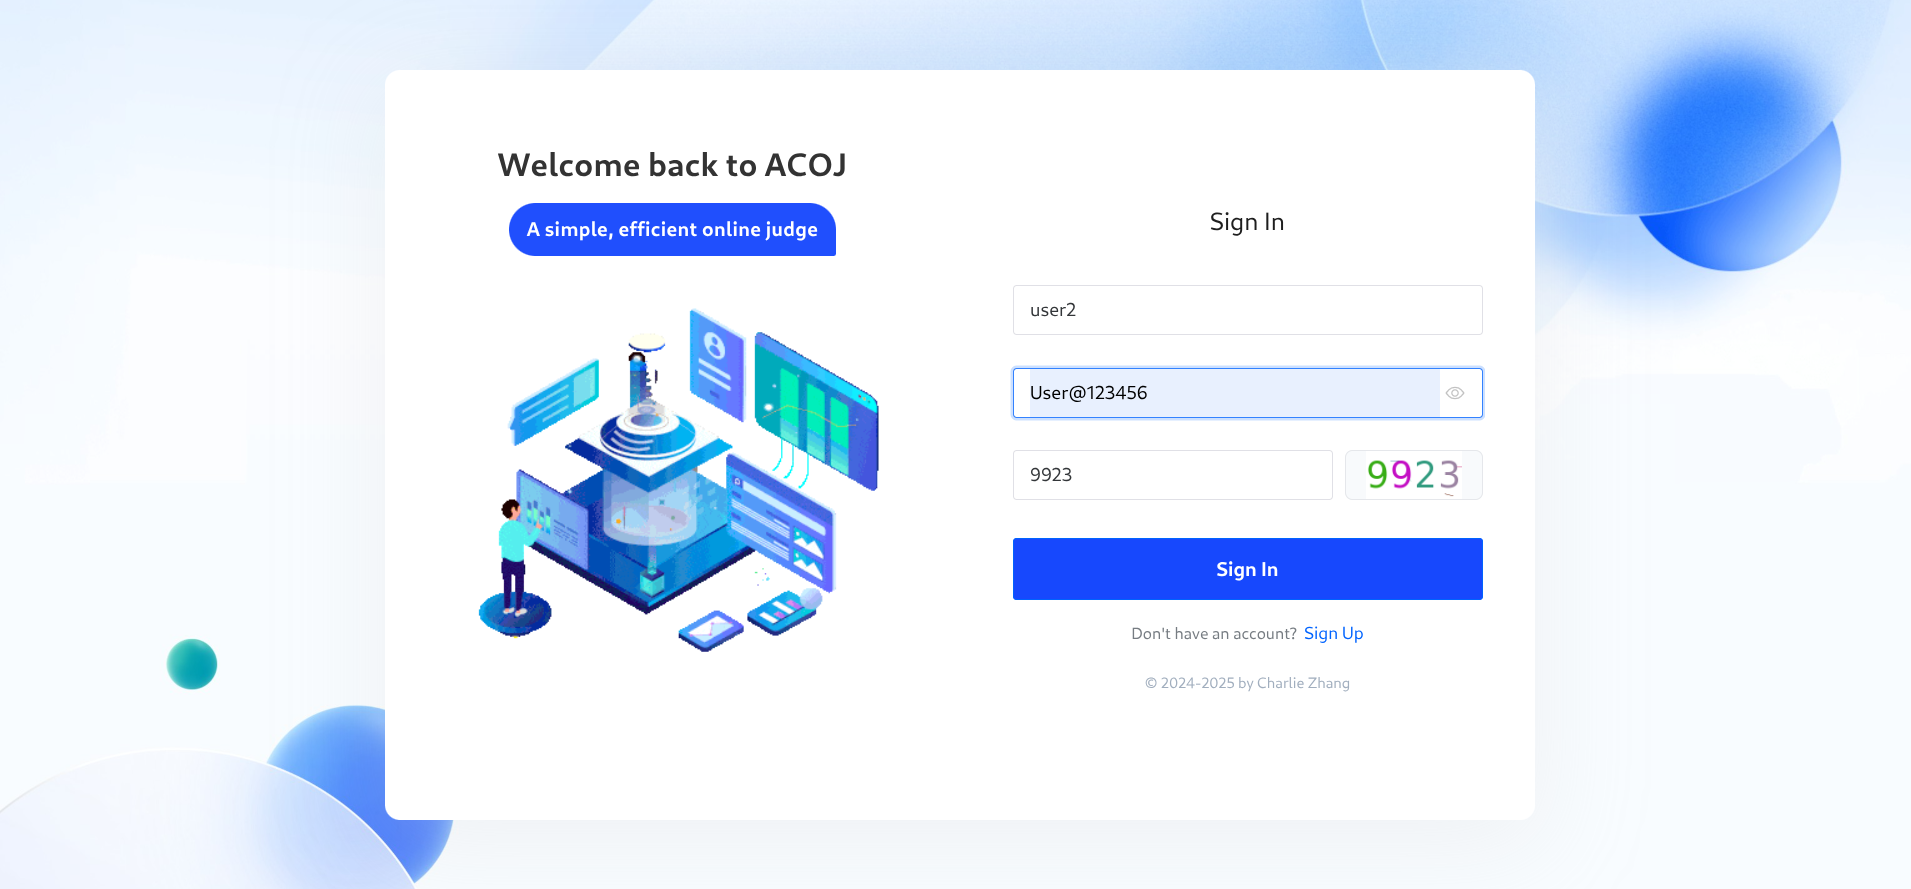 Welcome back to ACOJ
A simple, efficient online judge
Sign In
user2
User@123456
9923
9923
Sign In
Don't have an account? Sign Up
© 2024-2025 by Charlie Zhang